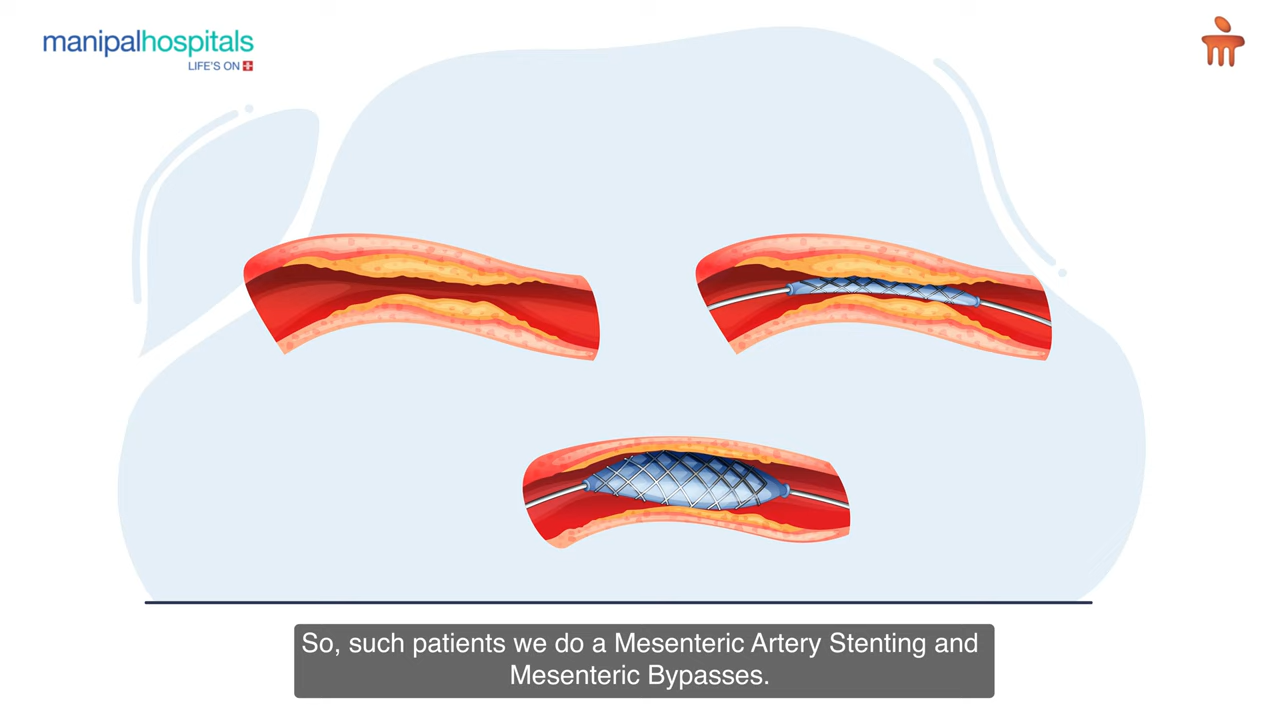 manipalhospitals
LIFE'S ON
So, such patients we do a Mesenteric Artery Stenting and
Mesenteric Bypasses.